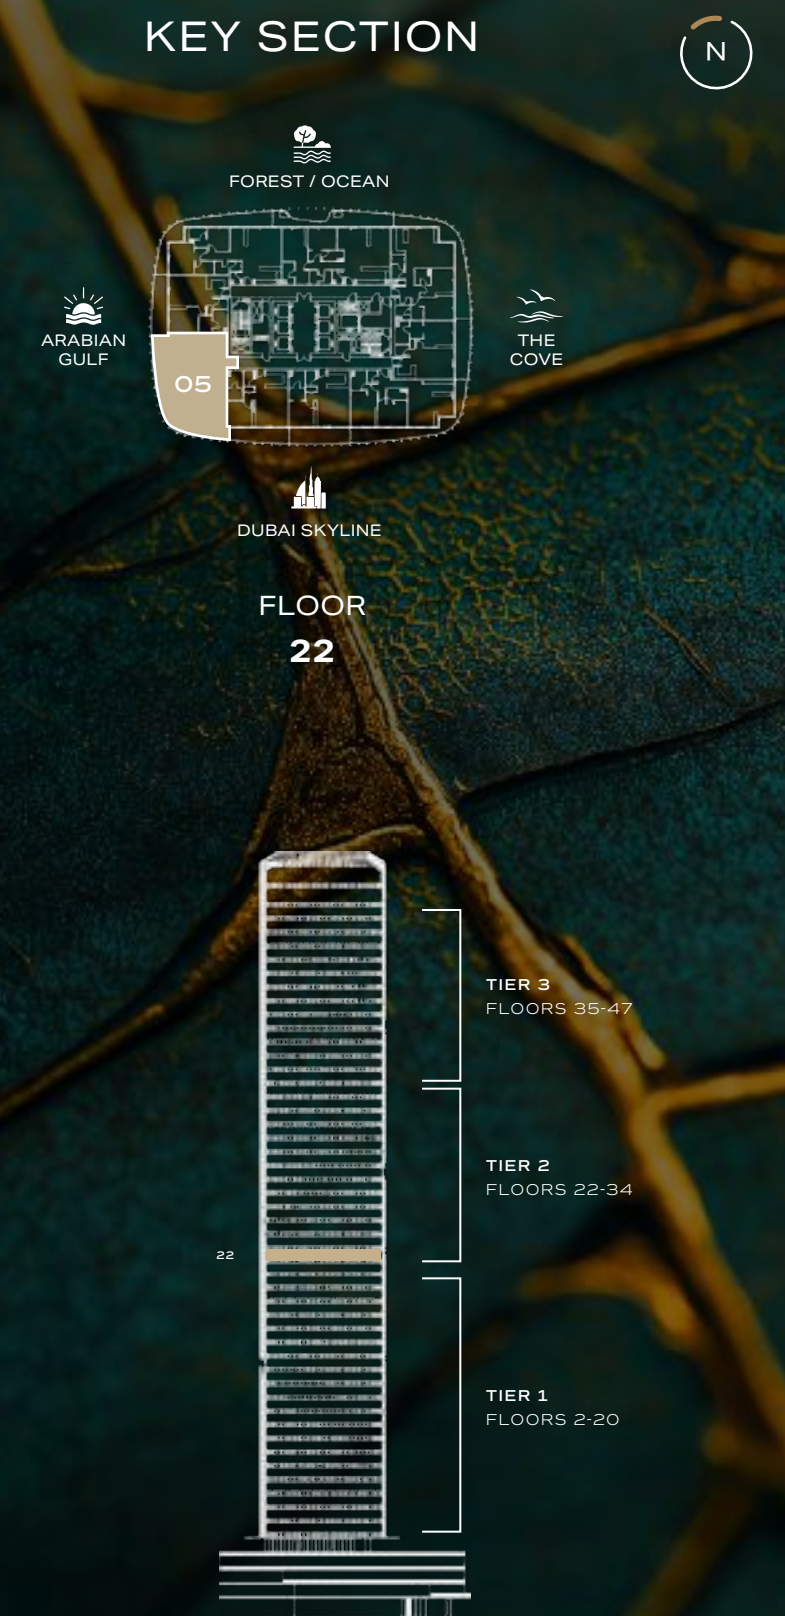 KEY SECTION
N
FOREST / OCEAN
ARABIAN
GULF
THE
COVE
05
DUBAI SKYLINE
FLOOR
22
TIER 3
FLOORS 35-47
TIER 2
FLOORS 22-34
22
TIER 1
FLOORS 2-20